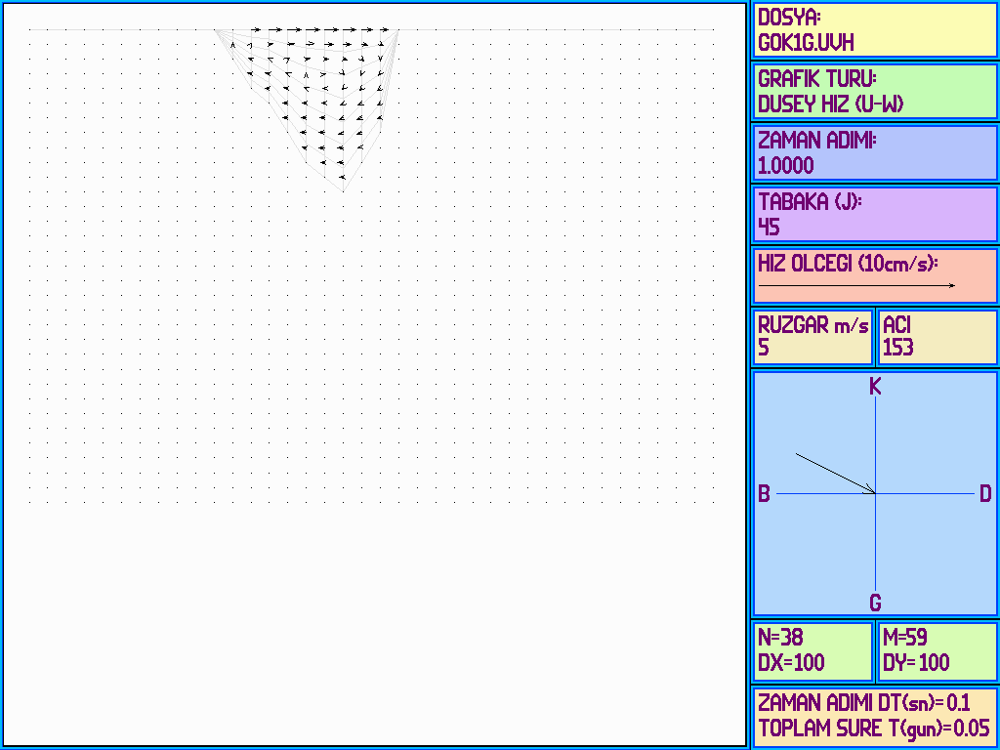 DOSYA:
GOK1G.UVH
GRAFIK TURU:
DUSEY HIZ (U-W)
ZAMAN ADIMI:
1.0000
TABAKA (J):
45
HIZ OLCEGI (10cm/s):
RUZGAR m/s
5
ACI
153
K
B
D
G
N=38
DX=100
M=59
DY=100
ZAMAN ADIMI DT(sn)=0.1
TOPLAM SURE T(gun)=0.05